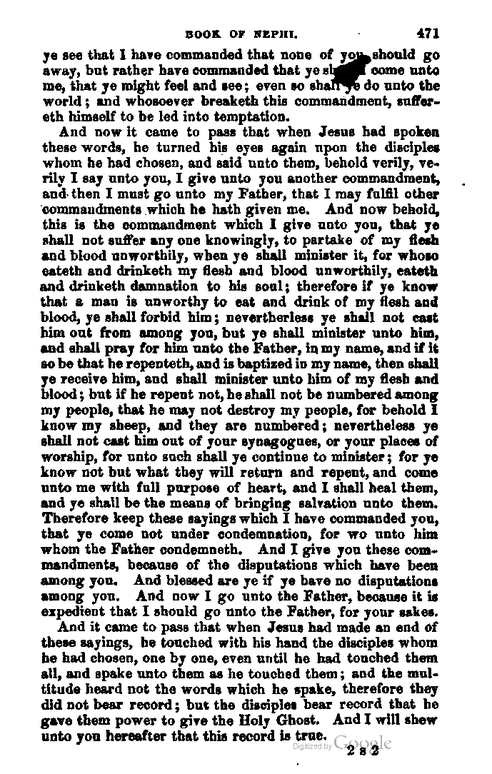 BOOK OF NEPHI. 471
ye see that I have commanded that none of you should go
away, but rather have commanded that ye come unto
me, that ye might feel and see; even so shall ye do unto the
world; and whosoever breaketh this commandment, suffer-
eth himself to be led into temptation.
And now it came to pass that when Jesus had spoken
these words, he turned his eyes again upon the disciples
whom he had chosen, and said unto them, behold verily, ve-
rily I say unto you, I give unto you another commandment,
and then I must go unto my Father, that I may fulfil other
commandments which he hath given me. And now behold,
this is the commandment which I give unto you, that ye
shall not suffer any one knowingly, to partake of my flesh
and blood unworthily, when ye shall minister it, for whoso
eateth and drinketh my flesh and blood unworthily, eateth
and drinketh damnation to his soul; therefore if ye know
that a man is unworthy to eat and drink of my flesh and
blood, ye shall forbid him; nevertherless ye shall not cast
him out from among you, but ye shall minister unto him,
and shall pray for him unto the Father, in my name, and if it
so be that he repenteth, and is baptized in my name, then shall
ye receive him, and shall minister unto him of my flesh and
blood; but if he repent not, he shall not be numbered among
my people, that he may not destroy my people, for behold I
know my sheep, and they are numbered; nevertheless ye
shall not cast him out of your synagogues, or your places of
worship, for unto such shall ye continue to minister; for ye
know not but what they will return and repent, and come
unto me with full purpose of heart, and I shall heal them,
and ye shall be the means of bringing salvation unto them.
Therefore keep these sayings which I have commanded you,
that ye come not under condemnation, for wo unto him
whom the Father condemneth. And I give you these com-
mandments, because of the disputations which have been
among you. And blessed are ye if ye have no disputations
among you. And now I go unto the Father, because it is
expedient that I should go unto the Father, for your sakes.
And it came to pass that when Jesus had made an end of
these sayings, he touched with his hand the disciples whom
he had chosen, one by one, even until he had touched them
all, and spake unto them as he touched them; and the mul-
titude heard not the words which he spake, therefore they
did not bear record; but the disciples bear record that he
gave them power to give the Holy Ghost. And I will shew
unto you hereafter that this record is true.
2 s 2
Digitized by Google